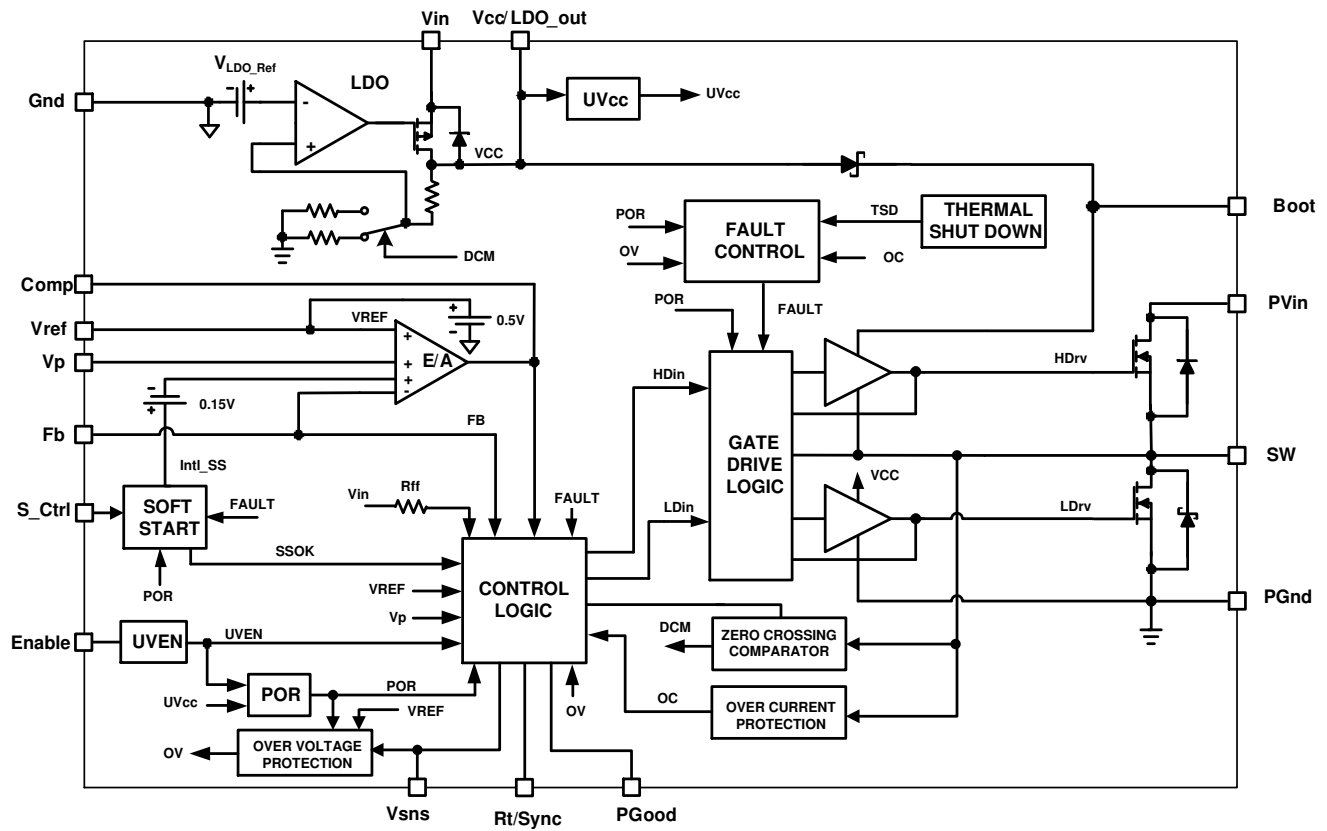 Vin
Vcc/LDO_out
VLDO_Ref
- +
LDO
Gnd
-
+
UVcc
UVcc
VCC
Boot
DCM
POR
OV
FAULT
CONTROL
TSD
THERMAL
SHUT DOWN
OC
Comp
POR
FAULT
PVin
Vref
VREF
+
-
0.5V
Vp
+
+
+
-
E/A
HDrv
- +
0.15V
HDin
Fb
FB
GATE
DRIVE
LOGIC
SW
Intl_SS
VCC
S_Ctrl
SOFT
START
FAULT
Vin
Rff
FAULT
LDin
LDrv
SSOK
POR
CONTROL
LOGIC
VREF
Vp
PGnd
Enable
UVEN
UVEN
DCM
ZERO CROSSING
COMPARATOR
POR
POR
UVcc
VREF
OV
OC
OVER CURRENT
PROTECTION
OV
OVER VOLTAGE
PROTECTION
Vsns
Rt/Sync
PGood